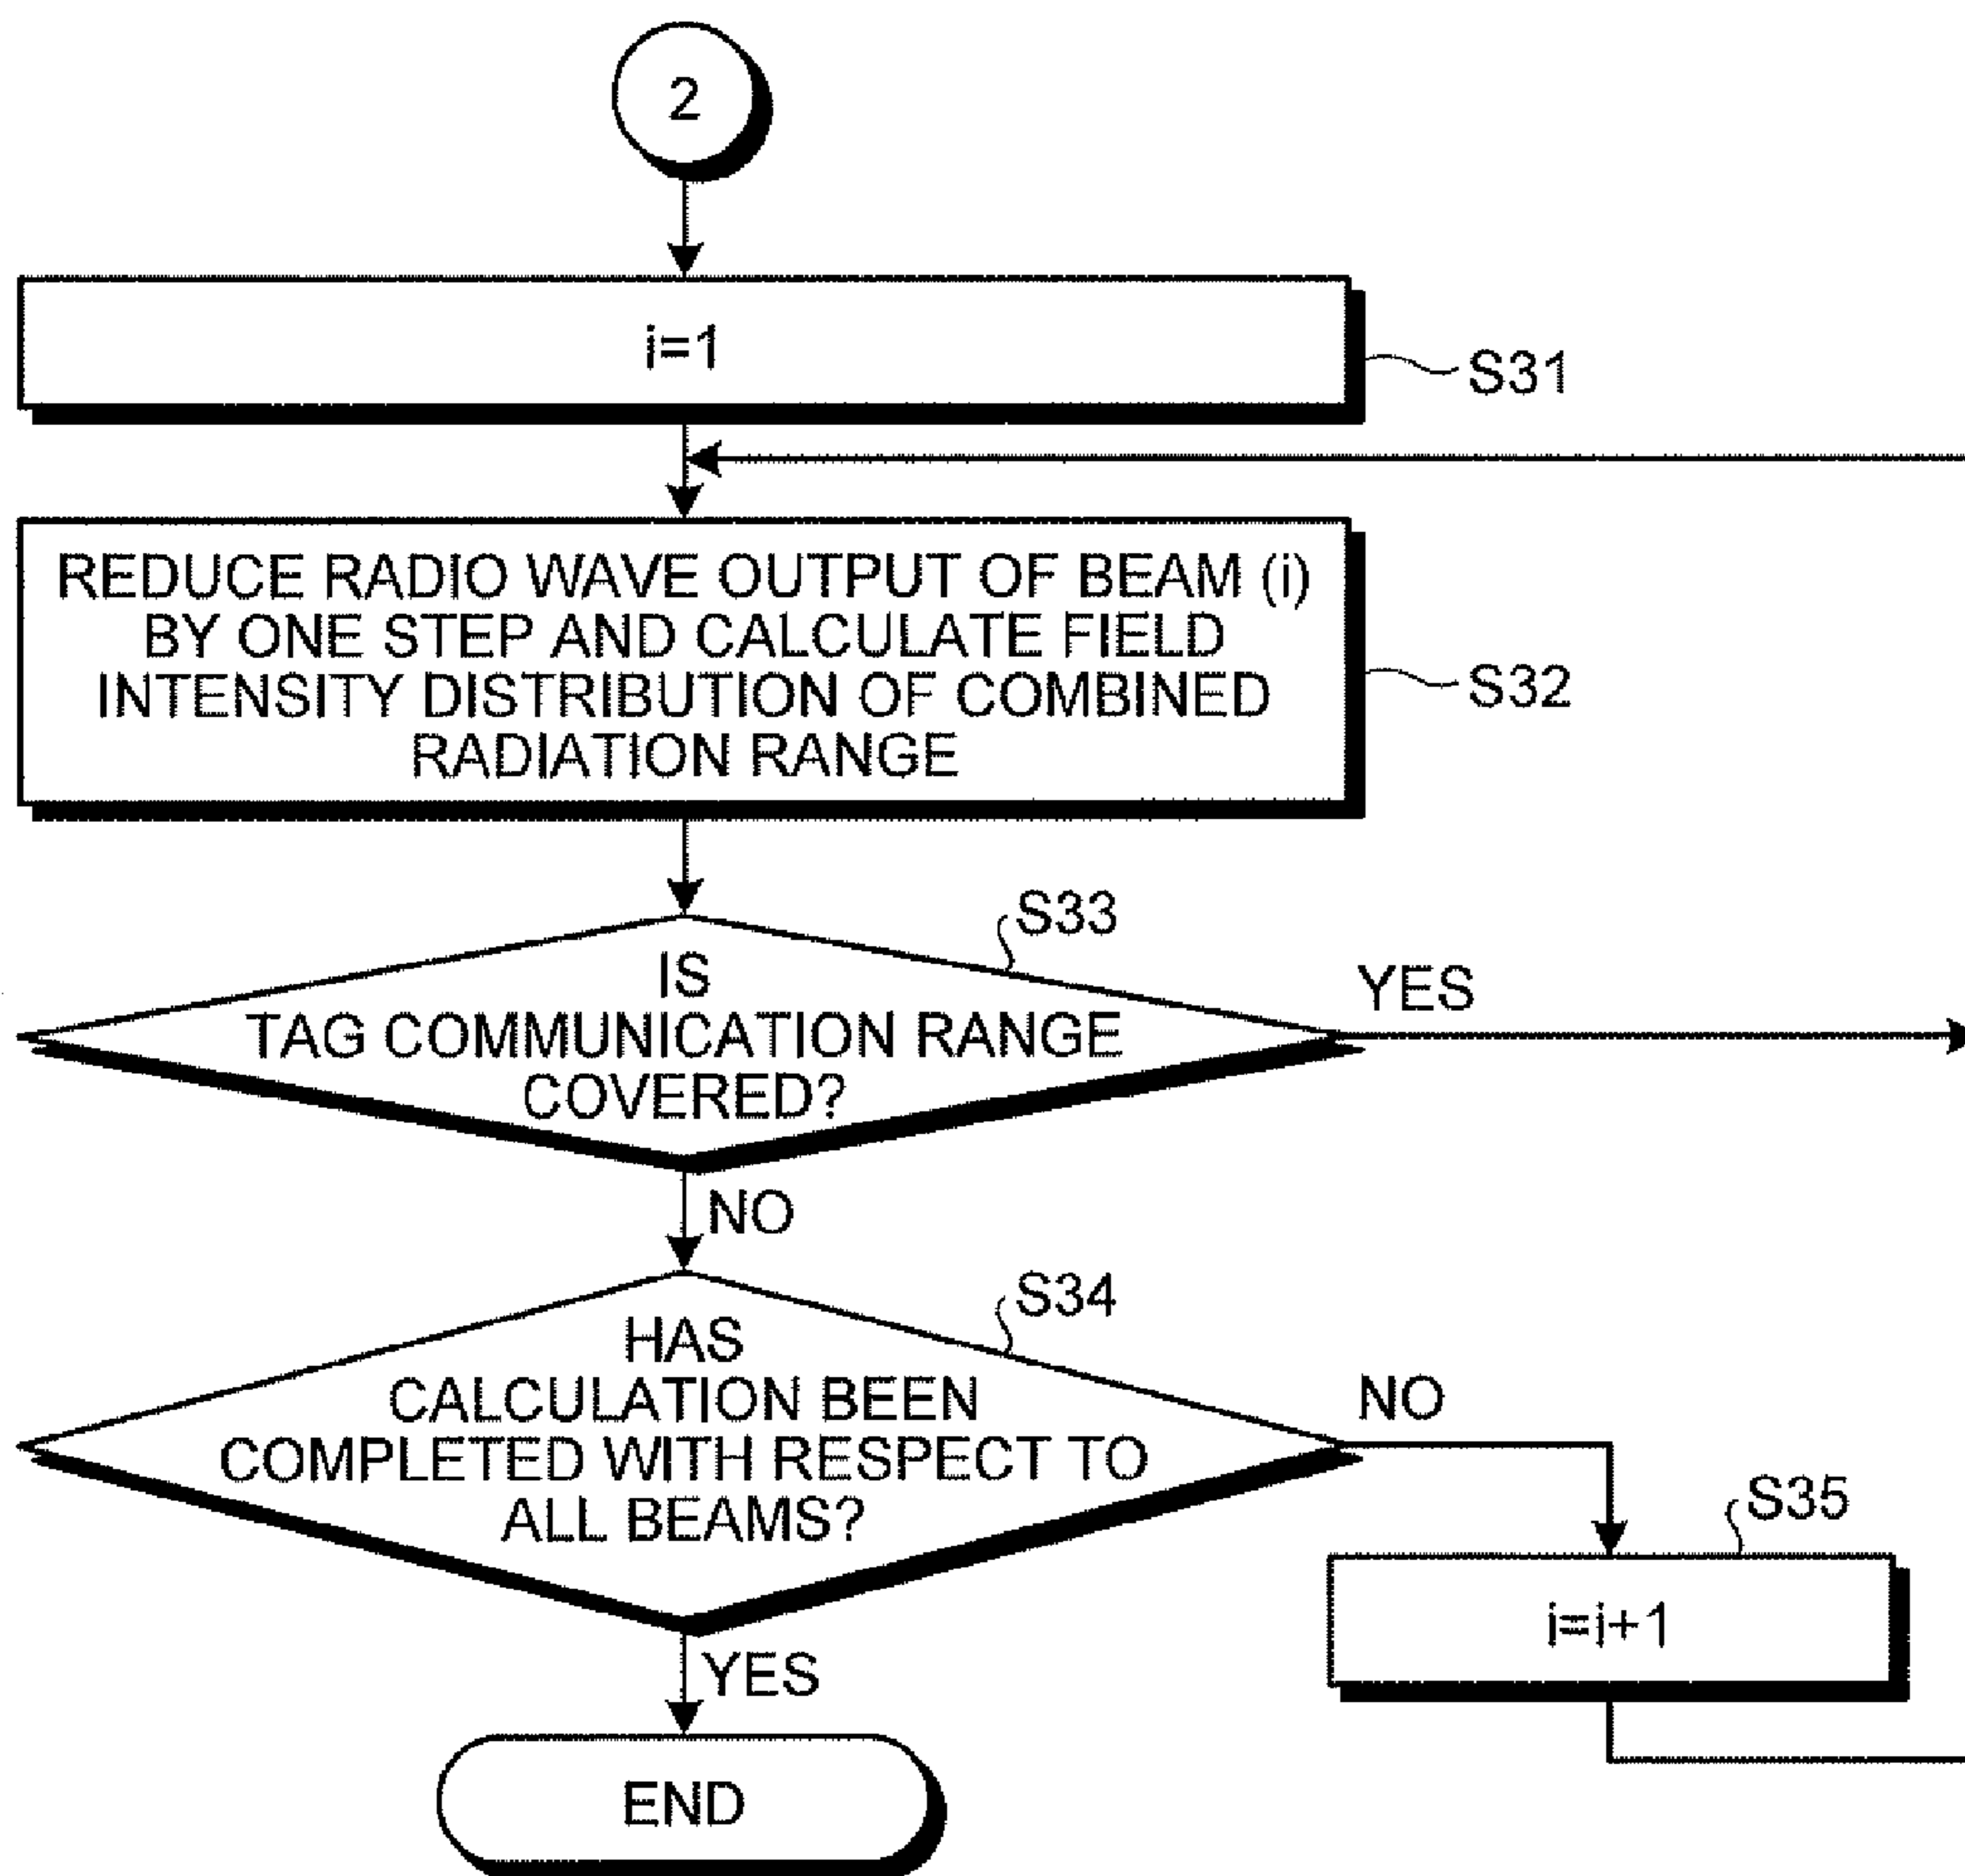 2
i=1
S31
REDUCE RADIO WAVE OUTPUT OF BEAM (i)
BY ONE STEP AND CALCULATE FIELD
INTENSITY DISTRIBUTION OF COMBINED
RADIATION RANGE
S32
S33
IS
TAG COMMUNICATION RANGE
COVERED?
YES
NO
S34
HAS
CALCULATION BEEN
COMPLETED WITH RESPECT TO
ALL BEAMS?
NO
S35
i=i+1
YES
END